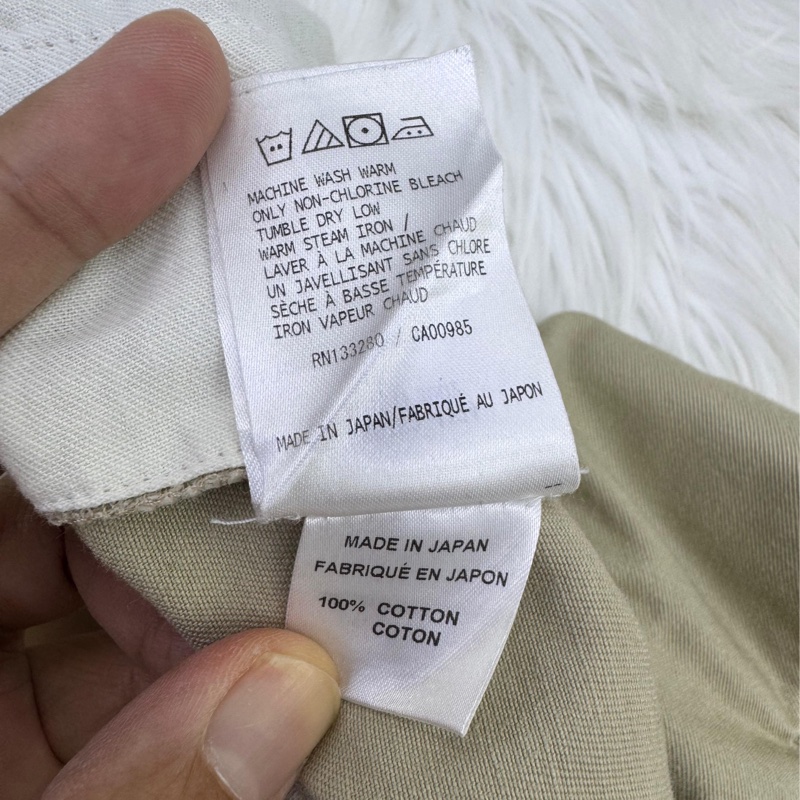 MACHINE WASH WARM
ONLY NON-CHLORINE BLEACH
TUMBLE DRY LOW
WARM STEAM IRON /
LAVER À LA MACHINE CHAUD
UN JAVELLISANT SANS CHLORE
SÈCHE À BASSE TEMPÉRATURE
IRON VAPEUR CHAUD
RN133280 / CA00985
MADE IN JAPAN/FABRIQUÉ AU JAPON
MADE IN JAPAN
FABRIQUÉ EN JAPON
100% COTTON
COTON